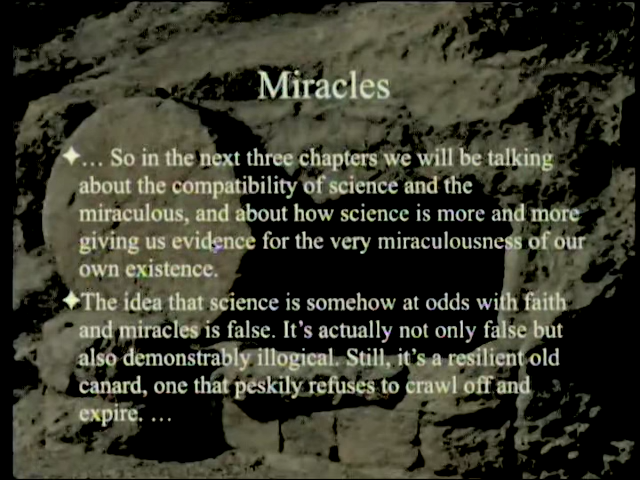 Miracles
… So in the next three chapters we will be talking
about the compatibility of science and the
miraculous, and about how science is more and more
giving us evidence for the very miraculousness of our
own existence.
The idea that science is somehow at odds with faith
and miracles is false. It's actually not only false but
also demonstrably illogical. Still, it's a resilient old
canard, one that peskily refuses to crawl off and
expire. …